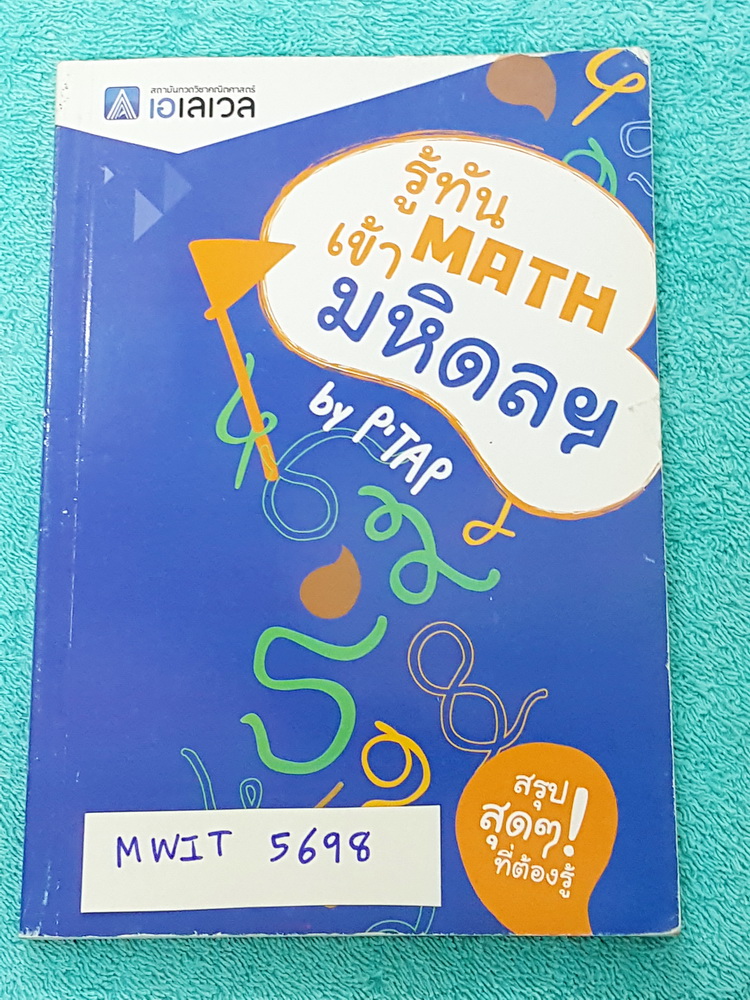 สถาบันกวดวิชาคณิตศาสตร์
เอเลเวล
รู้ทัน
MATH
เข้า
มหิดลฯ
by P'TAP
สรุป
สุดๆ!
ที่ต้องรู้
MWIT 5698